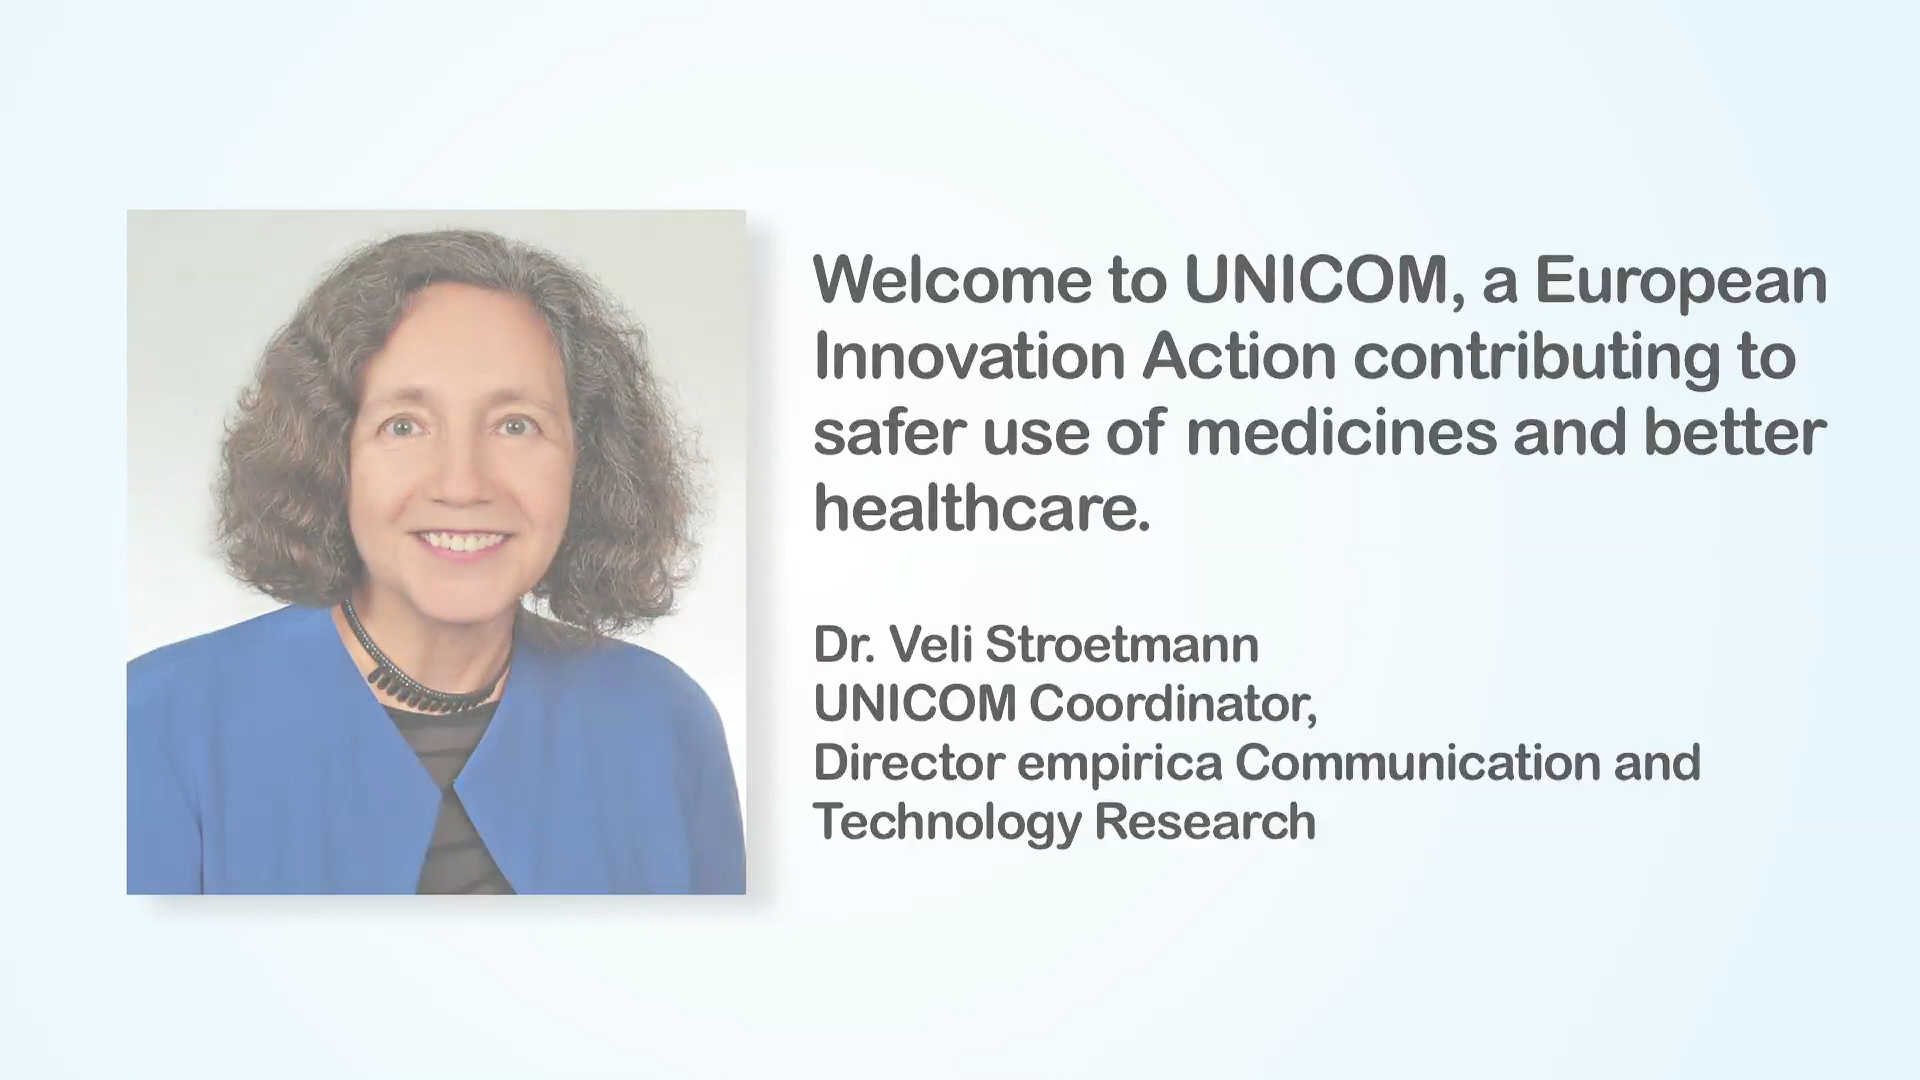 Welcome to UNICOM, a European
Innovation Action contributing to
safer use of medicines and better
healthcare.
Dr. Veli Stroetmann
UNICOM Coordinator,
Director empirica Communication and
Technology Research